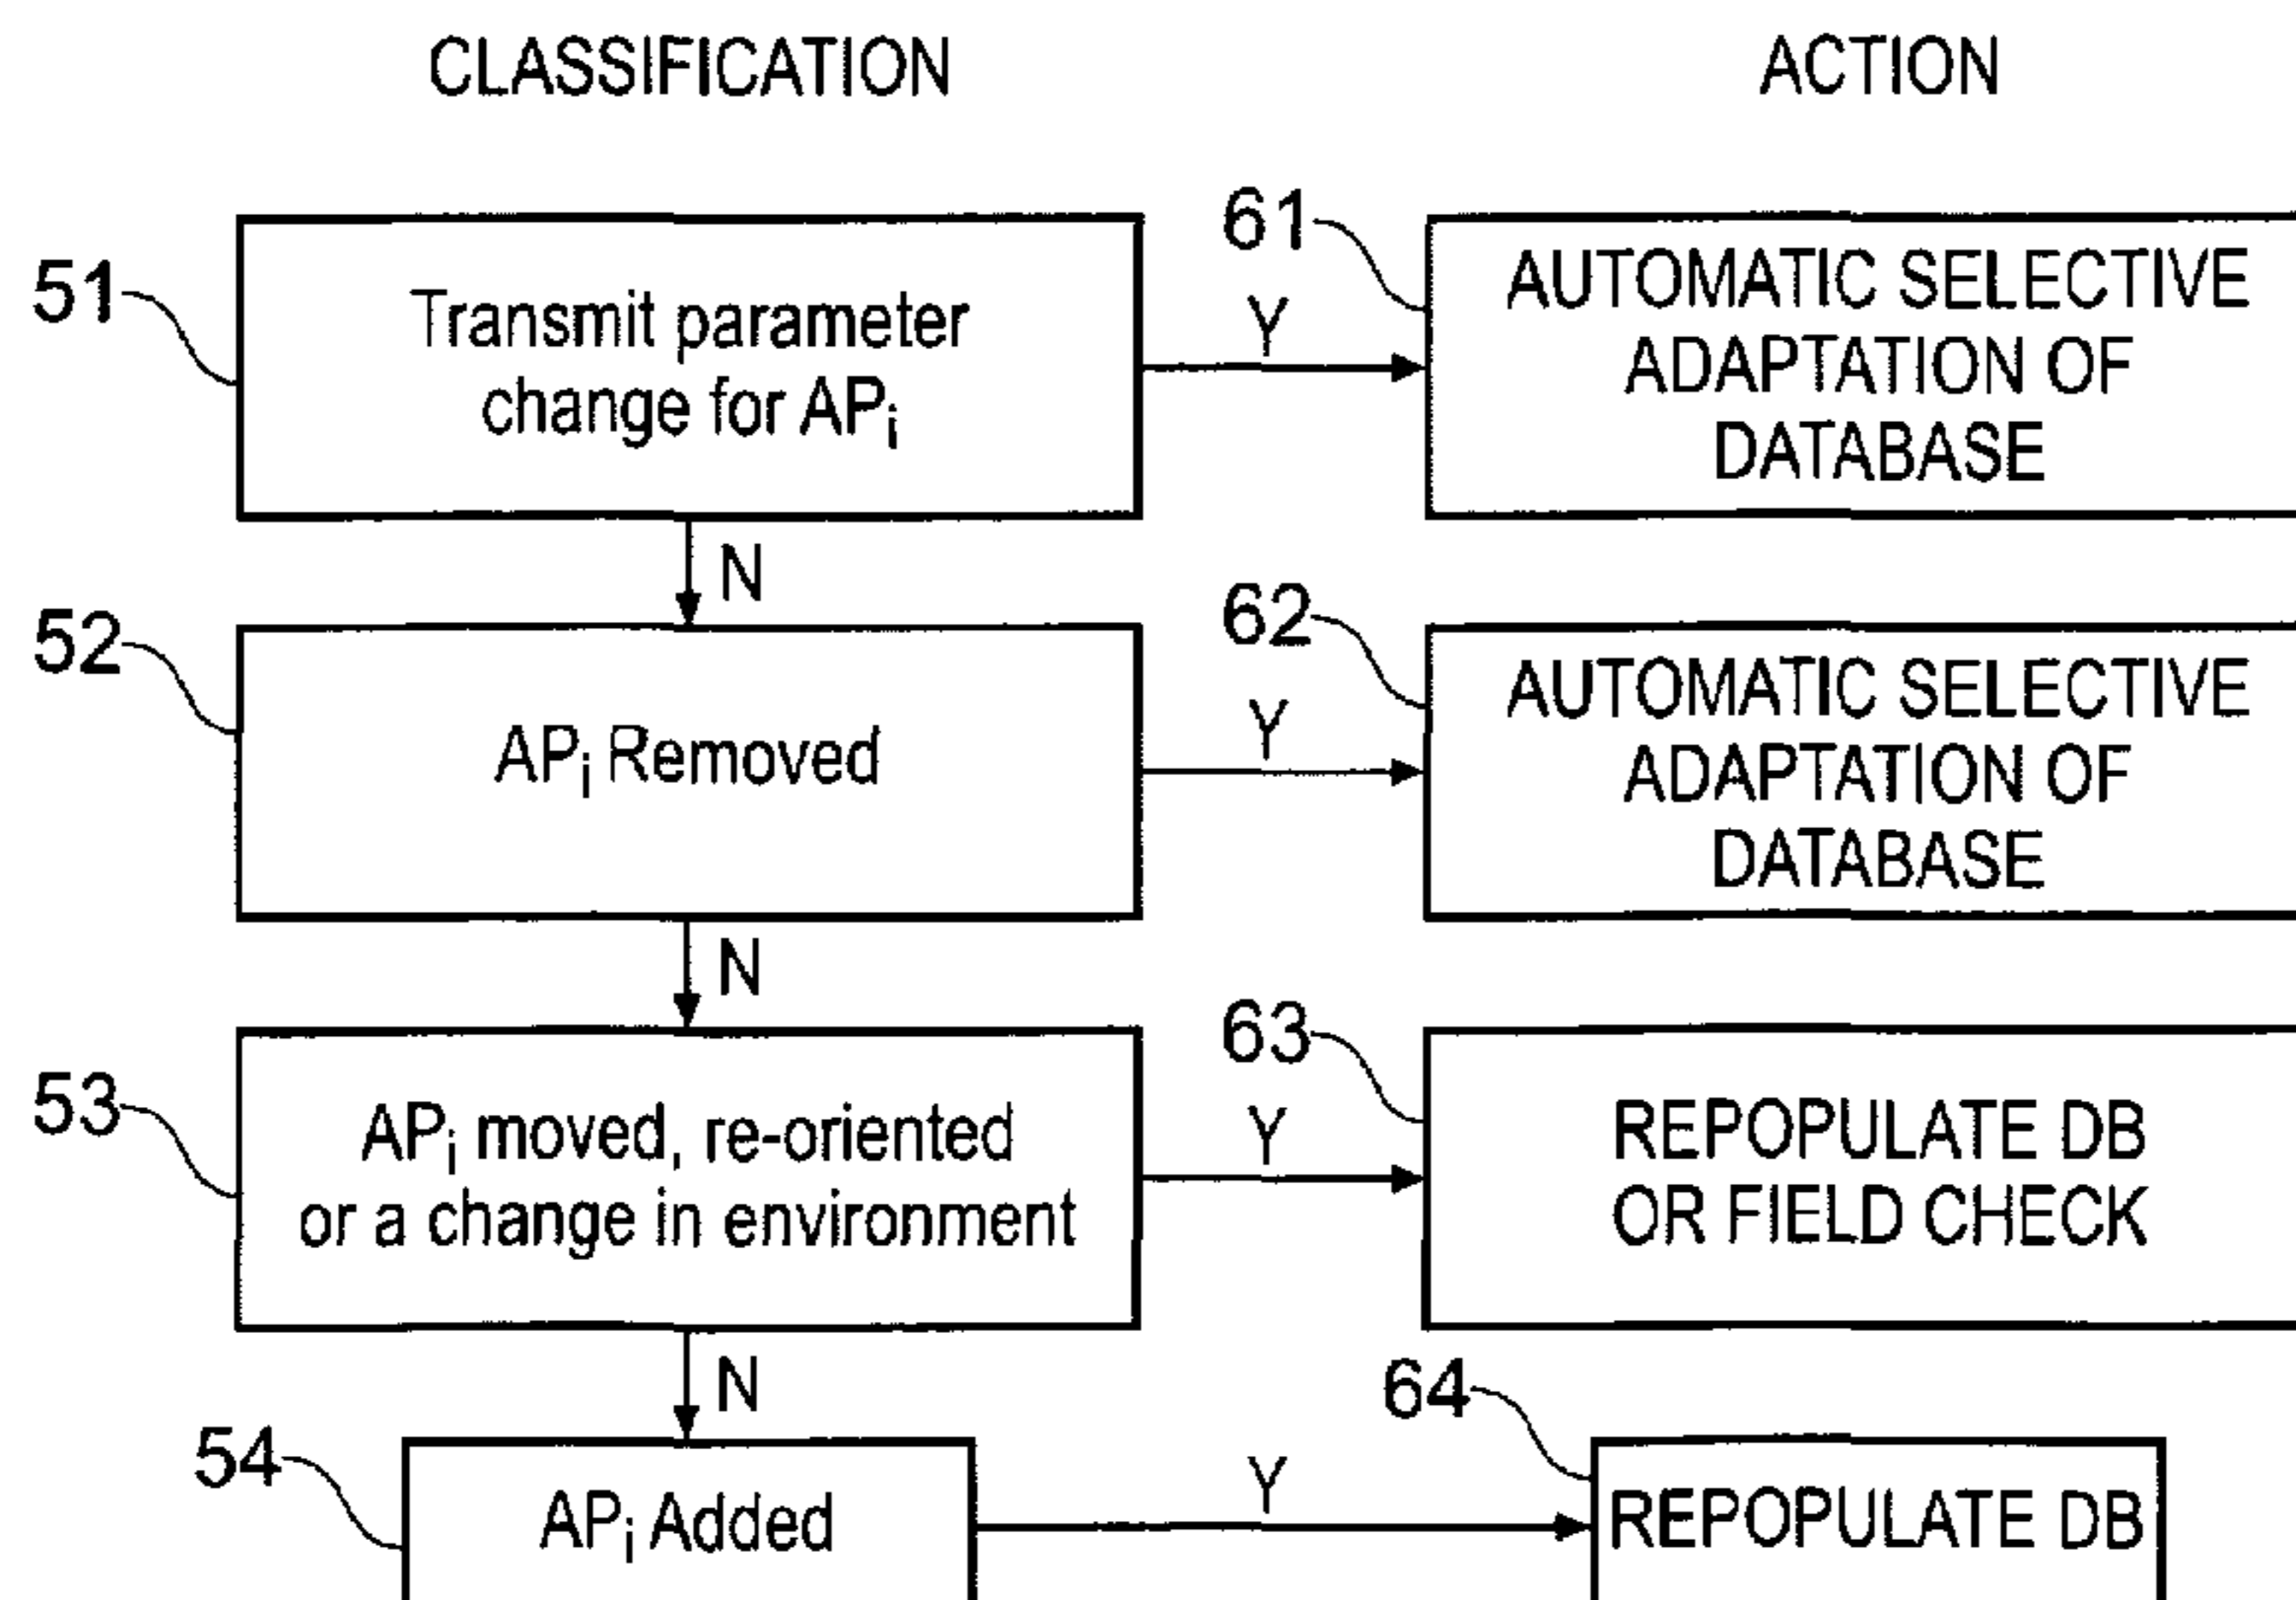 CLASSIFICATION
ACTION
51
Transmit parameter
change for APi
Y
61
AUTOMATIC SELECTIVE
ADAPTATION OF
DATABASE
N
52
APi Removed
Y
62
AUTOMATIC SELECTIVE
ADAPTATION OF
DATABASE
N
53
APi moved, re-oriented
or a change in environment
Y
63
REPOPULATE DB
OR FIELD CHECK
N
54
APi Added
Y
64
REPOPULATE DB